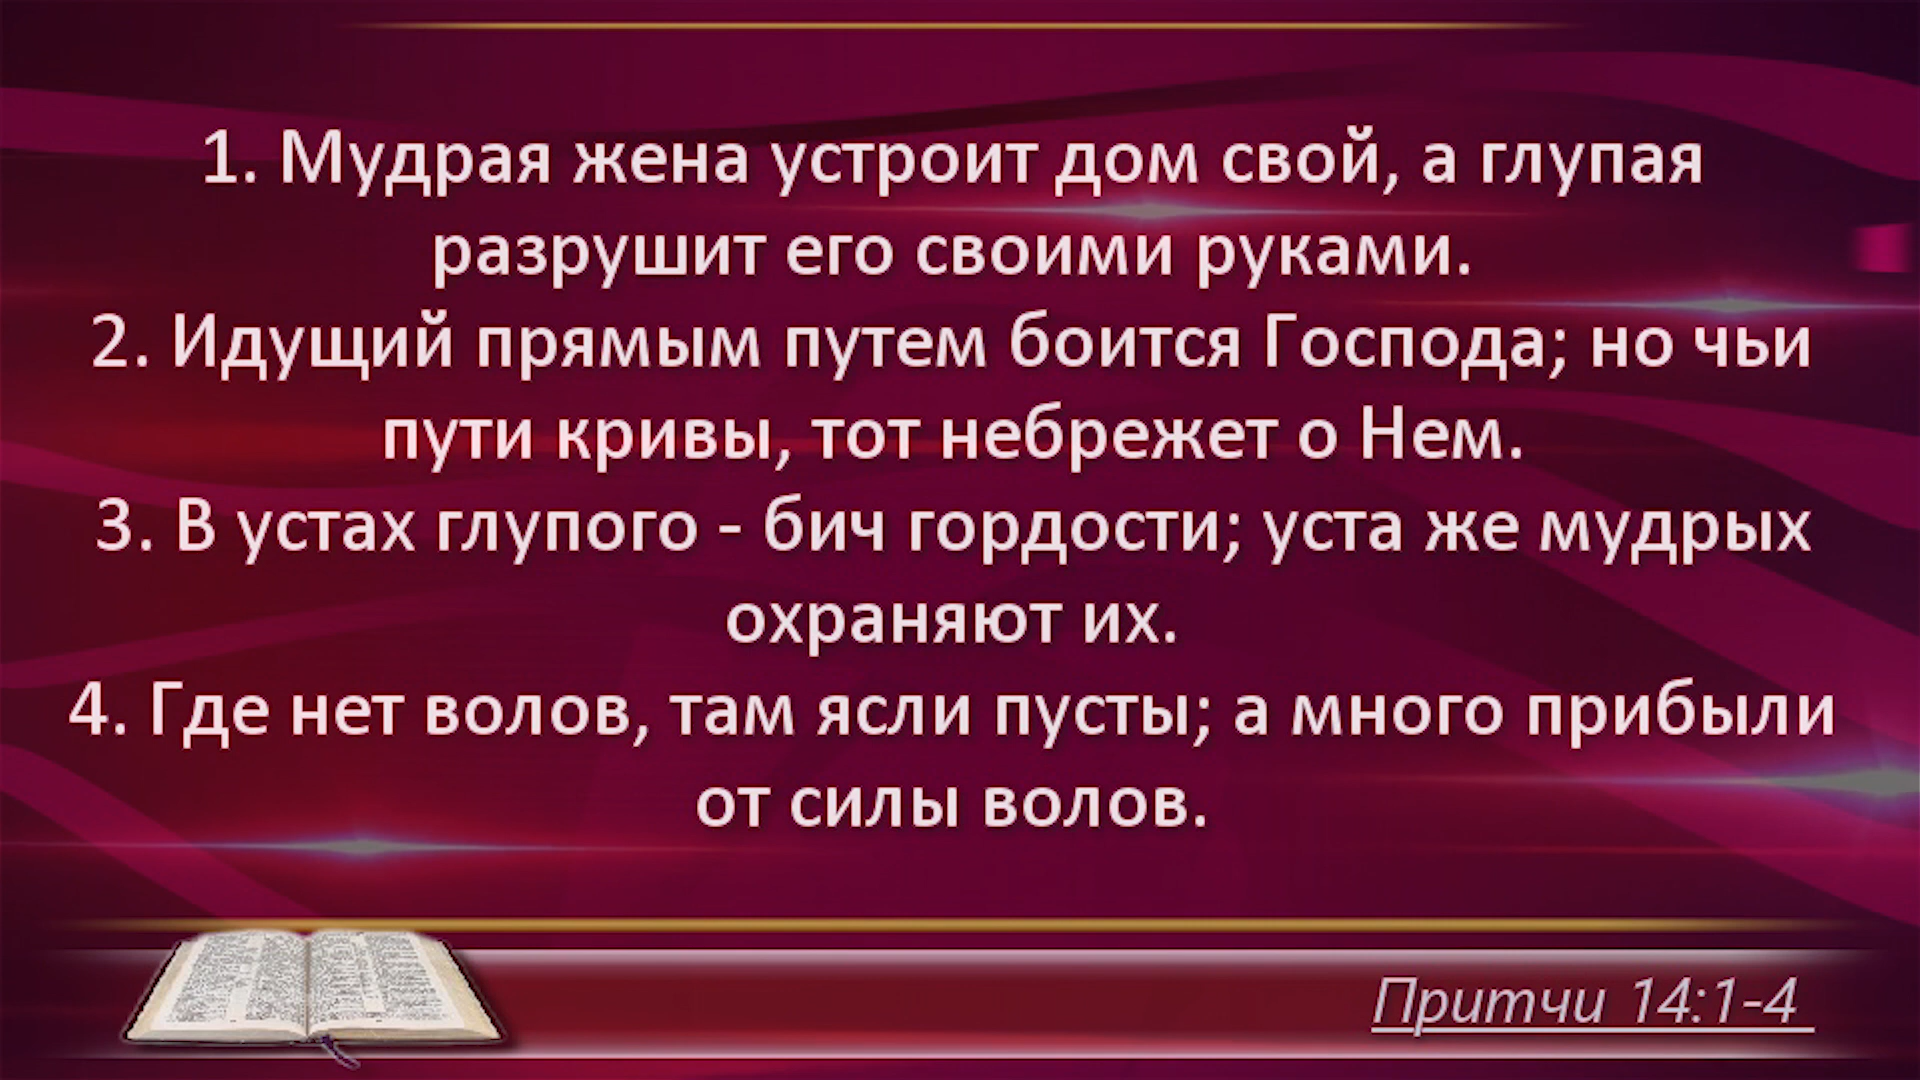 1. Мудрая жена устроит дом свой, а глупая
разрушит его своими руками.
2. Идущий прямым путем боится Господа; но чьи
пути кривы, тот небрежет о Нем.
3. В устах глупого - бич гордости; уста же мудрых
охраняют их.
4. Где нет волов, там ясли пусты; а много прибыли
от силы волов.
Притчи 14:1-4